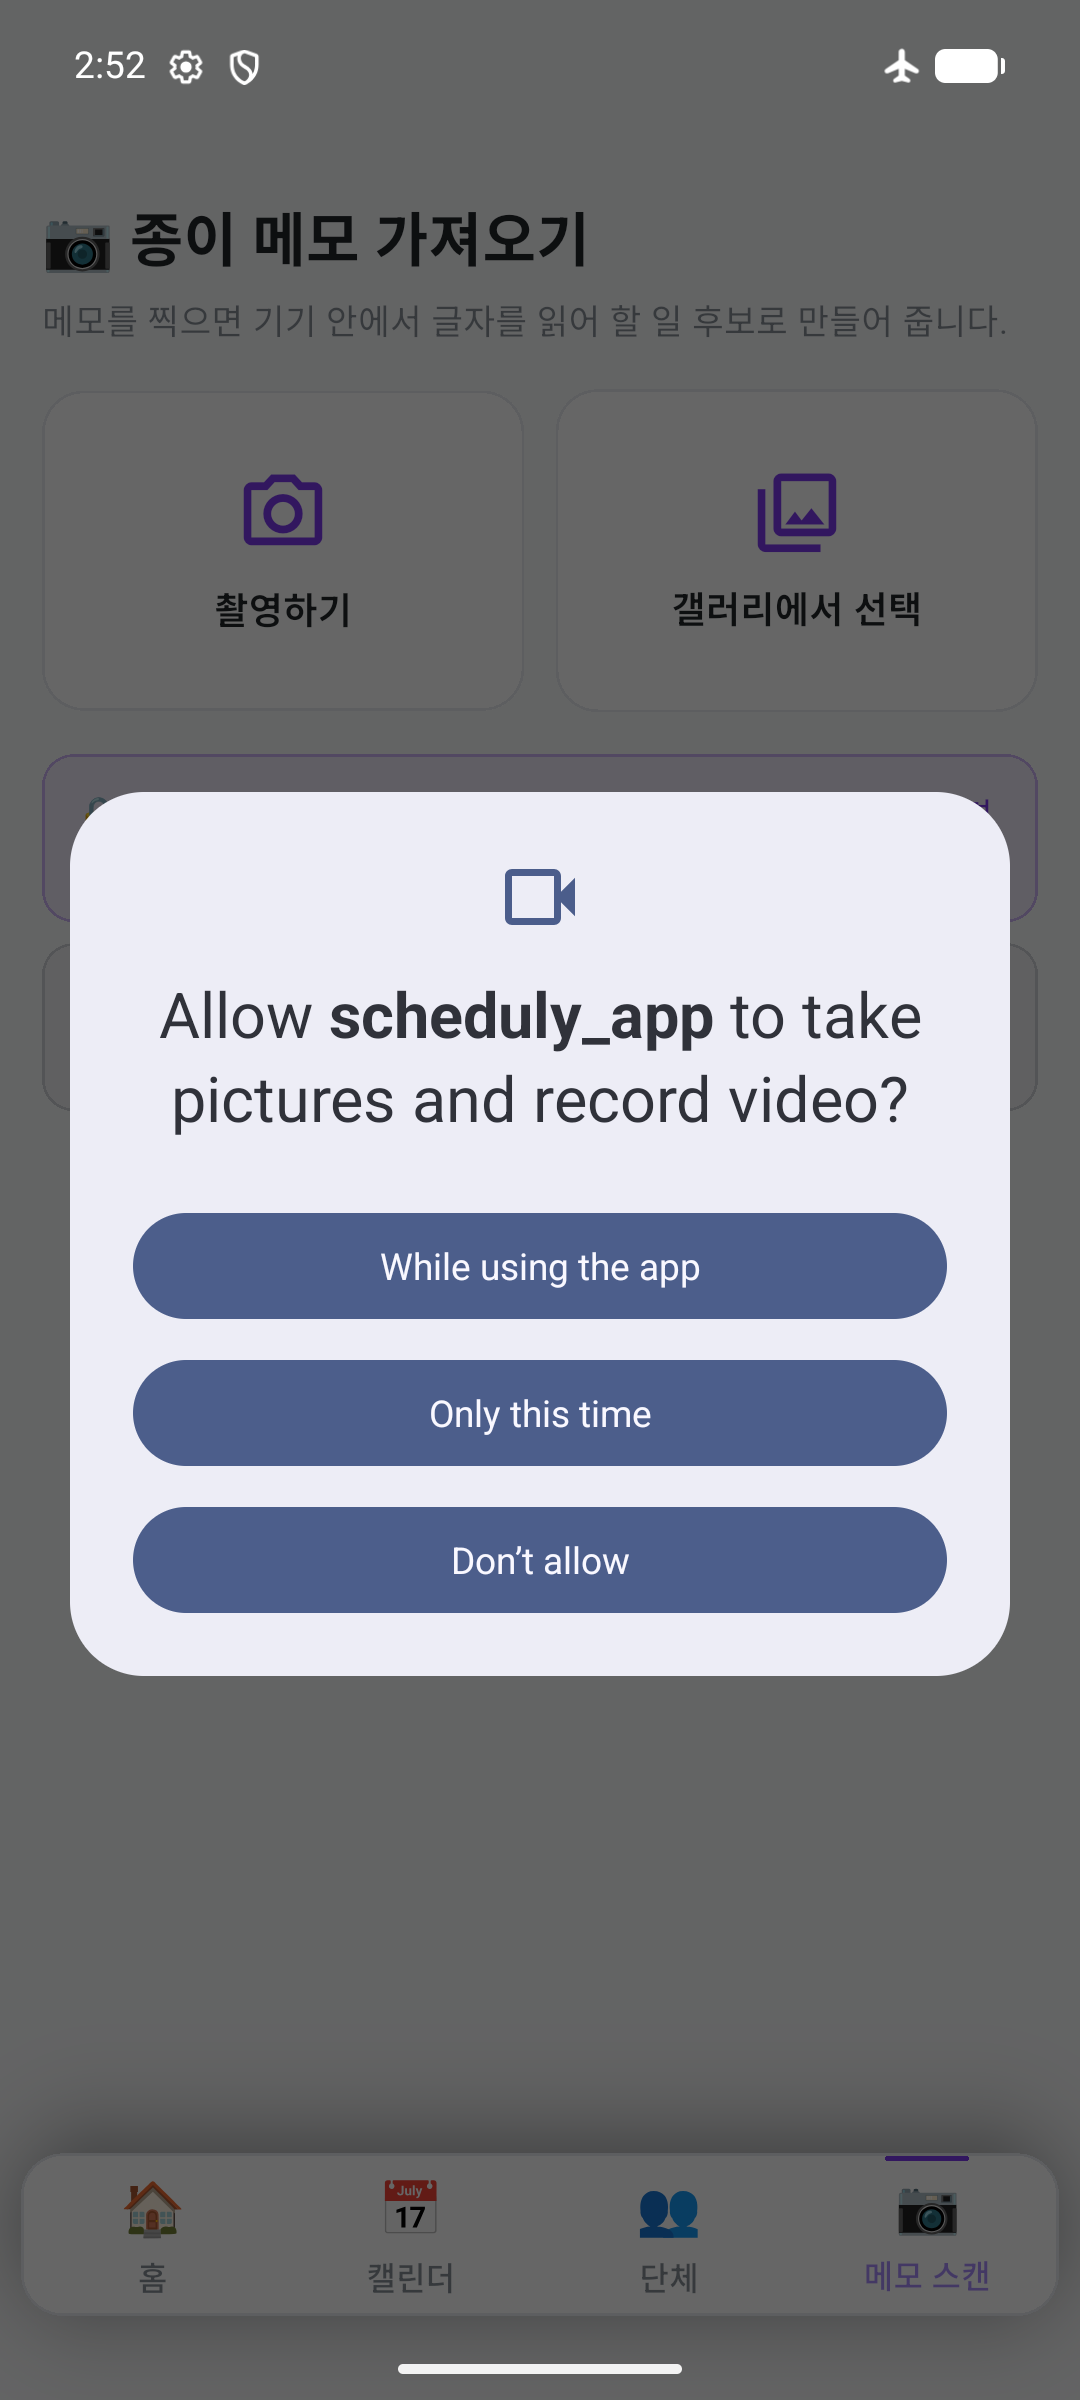 2:52
종이 메모 가져오기
메모를 찍으면 기기 안에서 글자를 읽어 할 일 후보로 만들어 줍니다.
촬영하기
갤러리에서 선택
Allow scheduly_app to take
pictures and record video?
While using the app
Only this time
Don’t allow
July
17
홈
캘린더
단체
메모 스캔